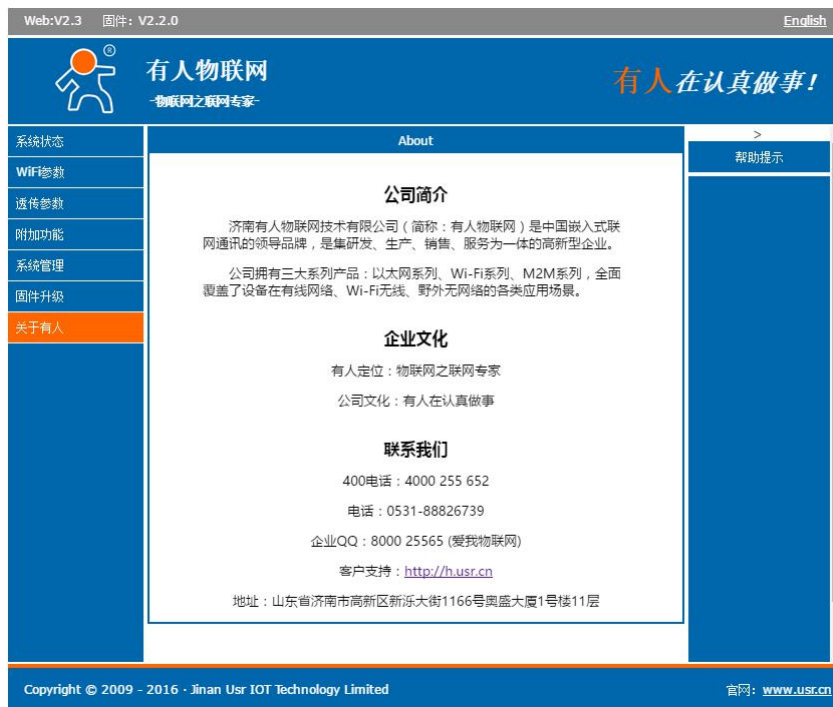 Web:V2.3 固件: V2.2.0
English
®
有人物联网
-物联网之联网专家-
有人在认真做事!
系统状态
WiFi参数
透传参数
附加功能
系统管理
固件升级
关于有人
About
公司简介
济南有人物联网技术有限公司（简称：有人物联网）是中国嵌入式联
网通讯的领导品牌，是集研发、生产、销售、服务为一体的高新型企业。
公司拥有三大系列产品：以太网系列、Wi-Fi系列、M2M系列，全面
覆盖了设备在有线网络、Wi-Fi无线、野外无网络的各类应用场景。
企业文化
有人定位：物联网之联网专家
公司文化：有人在认真做事
联系我们
400电话：4000 255 652
电话：0531-88826739
企业QQ：8000 25565 (爱我物联网)
客户支持：http://h.usr.cn
地址：山东省济南市高新区新泺大街1166号奥盛大厦1号楼11层
>
帮助提示
Copyright © 2009 - 2016 · Jinan Usr IOT Technology Limited
官网: www.usr.cn